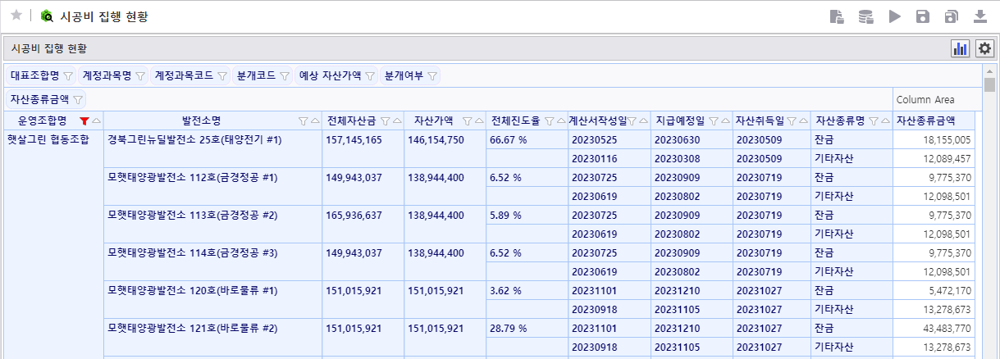 시공비 집행 현황
시공비 집행 현황
대표조합명 계정과목명 계정과목코드 분개코드 예상 자산가액 분개여부
자산종류금액 Column Area
운영조합명 발전소명 전체자산금 자산가액 전체진도율 계산서작성일 지급예정일 자산취득일 자산종류명 자산종류금액
햇살그린 협동조합 경북그린뉴딜발전소 25호(태양전기 #1) 157,145,165 146,154,750 66.67 % 20230525 20230630 20230509 잔금 18,155,005
20230116 20230308 20230509 기타자산 12,089,457
모햇태양광발전소 112호(금경정공 #1) 149,943,037 138,944,400 6.52 % 20230725 20230909 20230719 잔금 9,775,370
20230619 20230802 20230719 기타자산 12,098,501
모햇태양광발전소 113호(금경정공 #2) 165,936,637 138,944,400 5.89 % 20230725 20230909 20230719 잔금 9,775,370
20230619 20230802 20230719 기타자산 12,098,501
모햇태양광발전소 114호(금경정공 #3) 149,943,037 138,944,400 6.52 % 20230725 20230909 20230719 잔금 9,775,370
20230619 20230802 20230719 기타자산 12,098,501
모햇태양광발전소 120호(바로물류 #1) 151,015,921 151,015,921 3.62 % 20231101 20231210 20231027 잔금 5,472,170
20230918 20231105 20231027 기타자산 13,278,673
모햇태양광발전소 121호(바로물류 #2) 151,015,921 151,015,921 28.79 % 20231101 20231210 20231027 잔금 43,483,770
20230918 20231105 20231027 기타자산 13,278,673